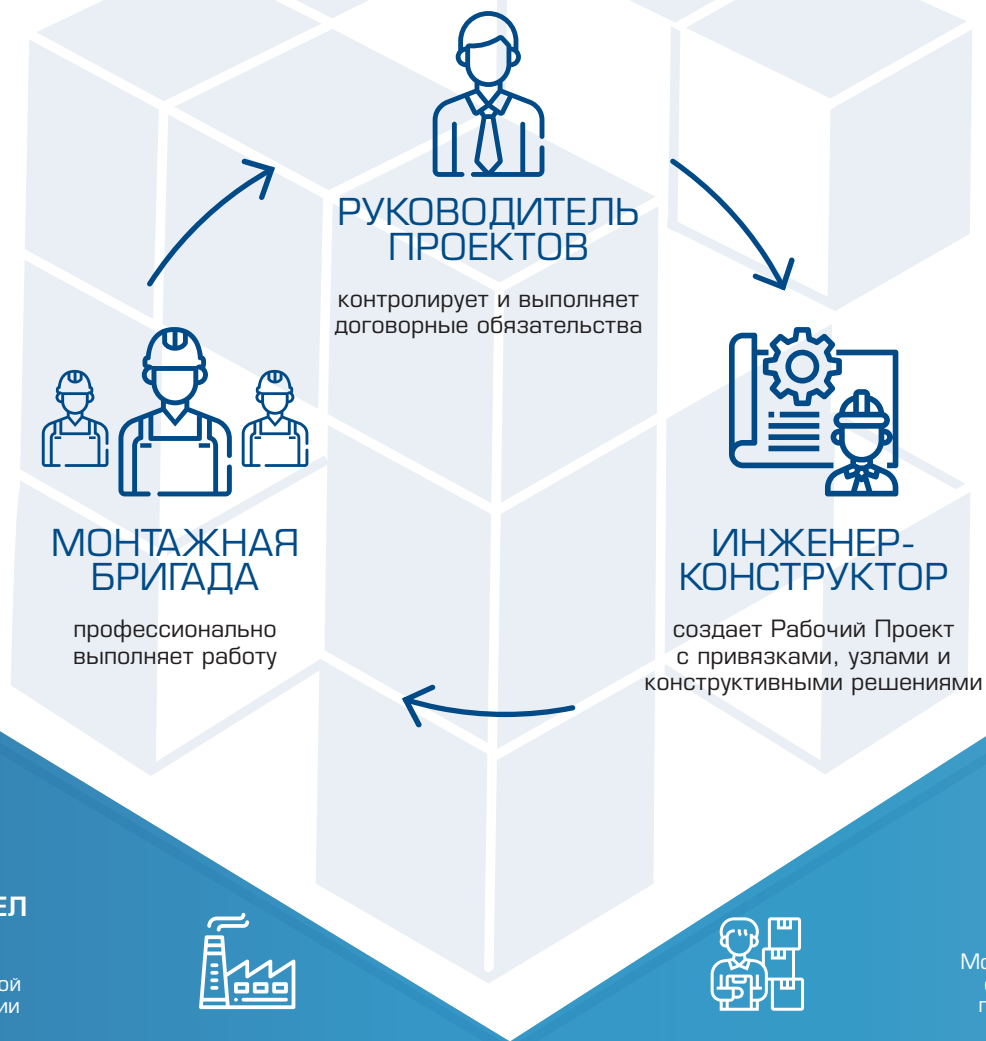 РУКОВОДИТЕЛЬ
ПРОЕКТОВ
контролирует и выполняет
договорные обязательства
МОНТАЖНАЯ
БРИГАДА
профессионально
выполняет работу
ИНЖЕНЕР-
КОНСТРУКТОР
создает Рабочий Проект
с привязками, узлами и
конструктивными решениями